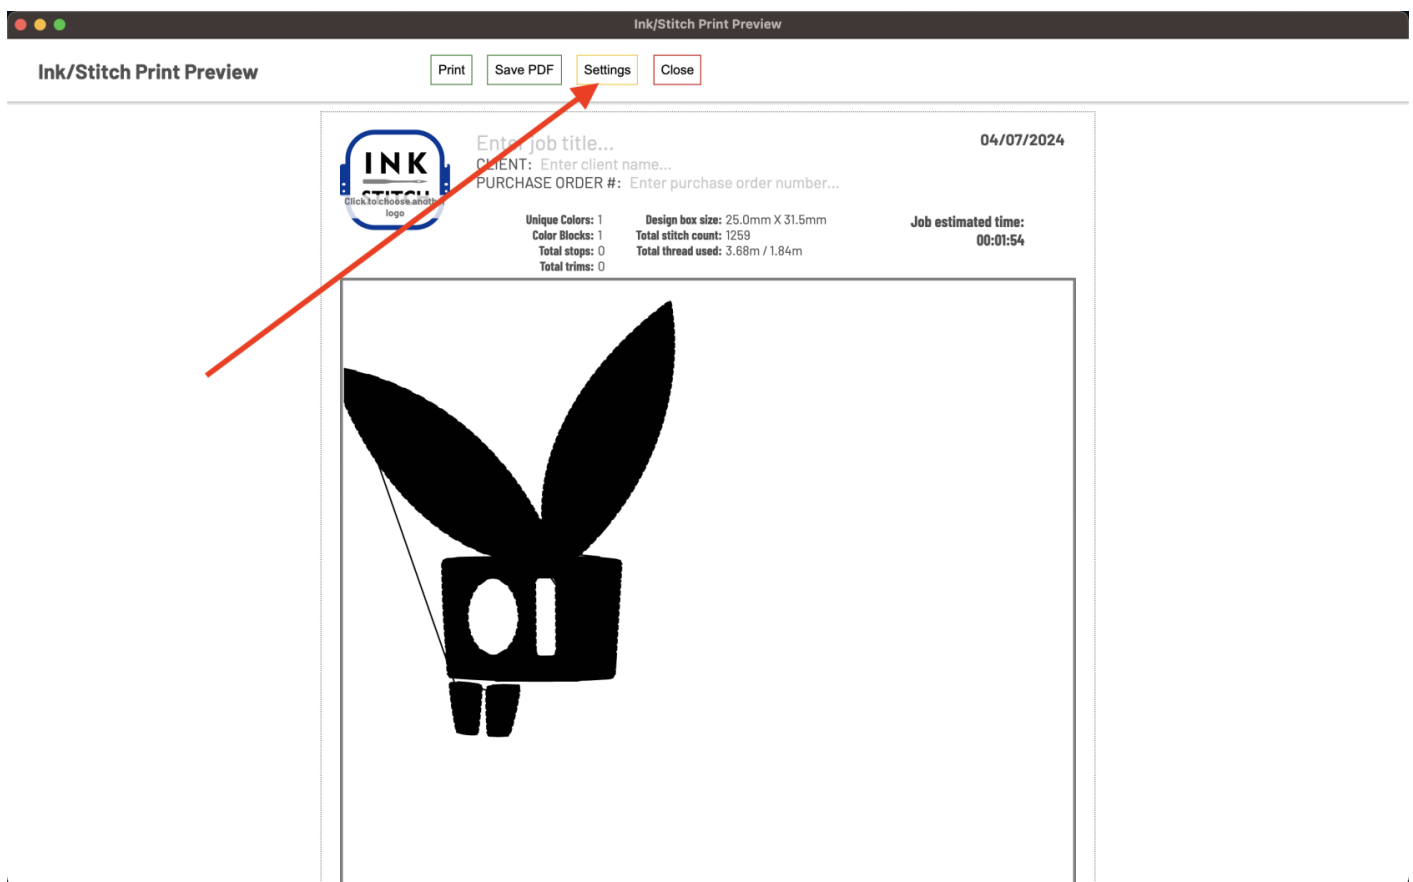 Ink/Stitch Print Preview
Ink/Stitch Print Preview
Print Save PDF Settings Close
INK
STITCH
Click to choose another
logo
Enter job title...
CLIENT: Enter client name...
PURCHASE ORDER #: Enter purchase order number...
04/07/2024
Unique Colors: 1
Color Blocks: 1
Total stops: 0
Total trims: 0
Design box size: 25.0mm X 31.5mm
Total stitch count: 1259
Total thread used: 3.68m / 1.84m
Job estimated time:
00:01:54